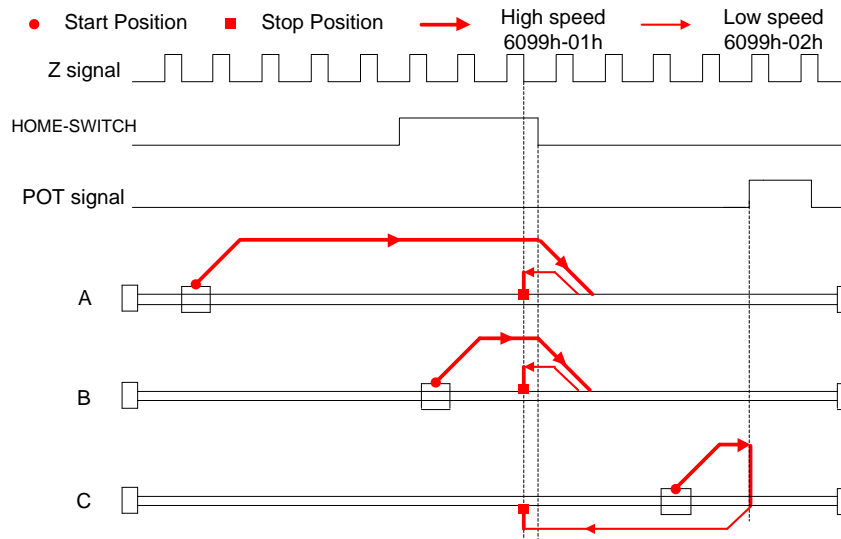 Start Position
Stop Position
High speed
6099h-01h
Low speed
6099h-02h
Z signal
HOME-SWITCH
POT signal
A
B
C